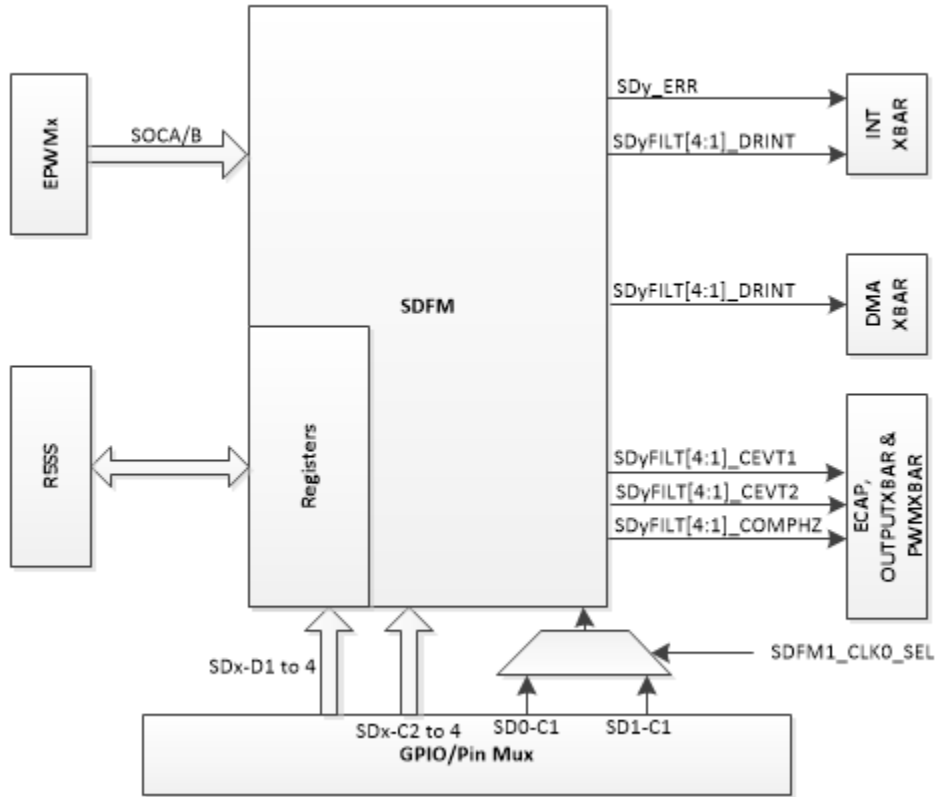 EPWMx
SOCA/B
SDy_ERR
SDyFILT[4:1]_DRINT
INT
XBAR
SDFM
SDyFILT[4:1]_DRINT
DMA
XBAR
R5SS
Registers
SDyFILT[4:1]_CEVT1
SDyFILT[4:1]_CEVT2
SDyFILT[4:1]_COMPHZ
ECAP,
OUTPUTXBAR &
PWMXBAR
SDx-D1 to 4
SDx-C2 to 4
SD0-C1
SD1-C1
SDFM1_CLK0_SEL
GPIO/Pin Mux